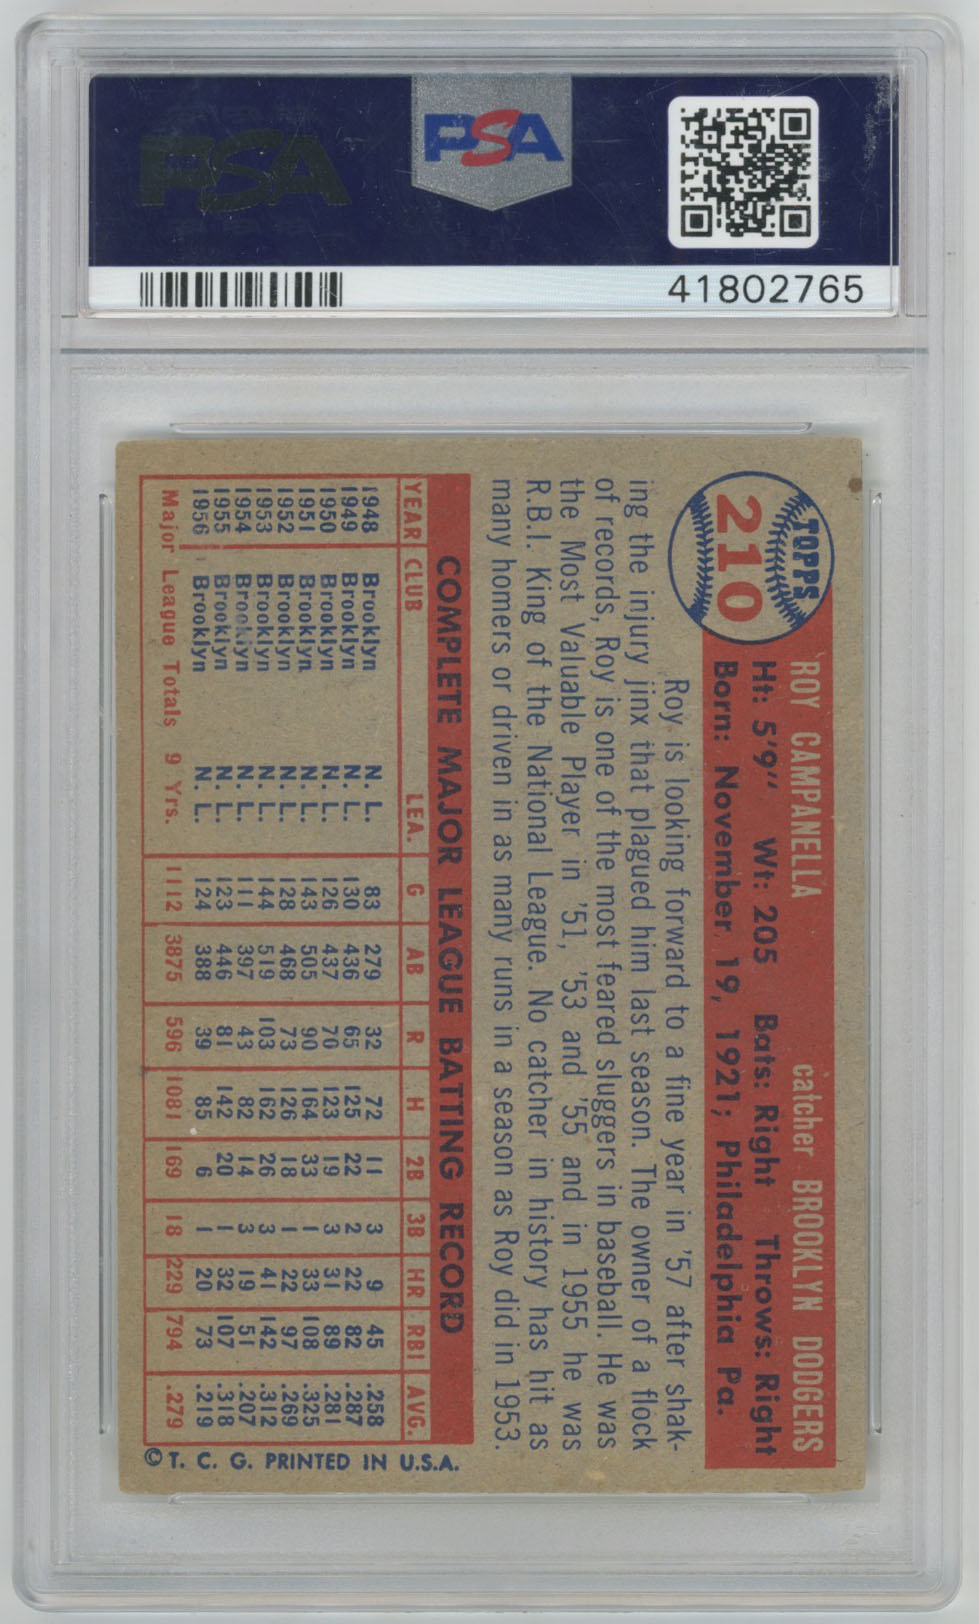 PSA
PSA
41802765
TOPPS
210
ROY CAMPANELLA catcher BROOKLYN DODGERS
Ht: 5'9" Wt: 205 Bats: Right Throws: Right
Born: November 19, 1921; Philadelphia Pa.
Roy is looking forward to a fine year in '57 after shak-
ing the injury jinx that plagued him last season. The owner of a flock
of records, Roy is one of the most feared sluggers in baseball. He was
the Most Valuable Player in '51, '53 and '55 and in 1955 he was
R.B.I. King of the National League. No catcher in history has hit as
many homers or driven in as many runs in a season as Roy did in 1953.
COMPLETE MAJOR LEAGUE BATTING RECORD
YEAR CLUB LEA. G AB R H 2B 3B HR RBI AVG.
1948 Brooklyn N. L. 83 279 32 72 11 3 9 45 .258
1949 Brooklyn N. L. 130 436 65 125 22 2 22 82 .287
1950 Brooklyn N. L. 126 437 70 123 19 3 31 89 .281
1951 Brooklyn N. L. 143 505 90 164 33 1 33 108 .325
1952 Brooklyn N. L. 128 468 73 126 18 1 22 97 .269
1953 Brooklyn N. L. 144 519 103 162 26 3 41 142 .312
1954 Brooklyn N. L. 111 397 43 82 14 3 19 51 .207
1955 Brooklyn N. L. 123 446 81 142 20 1 32 107 .318
1956 Brooklyn N. L. 124 388 39 85 6 1 20 73 .219
Major League Totals 9 Yrs. 1112 3875 596 1081 169 18 229 794 .279
© T. C. G. PRINTED IN U.S.A.